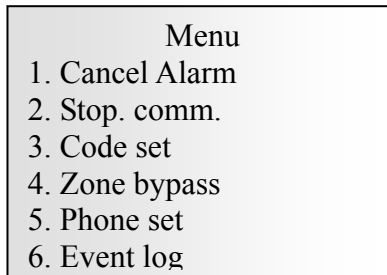 Menu
1. Cancel Alarm
2. Stop. comm.
3. Code set
4. Zone bypass
5. Phone set
6. Event log